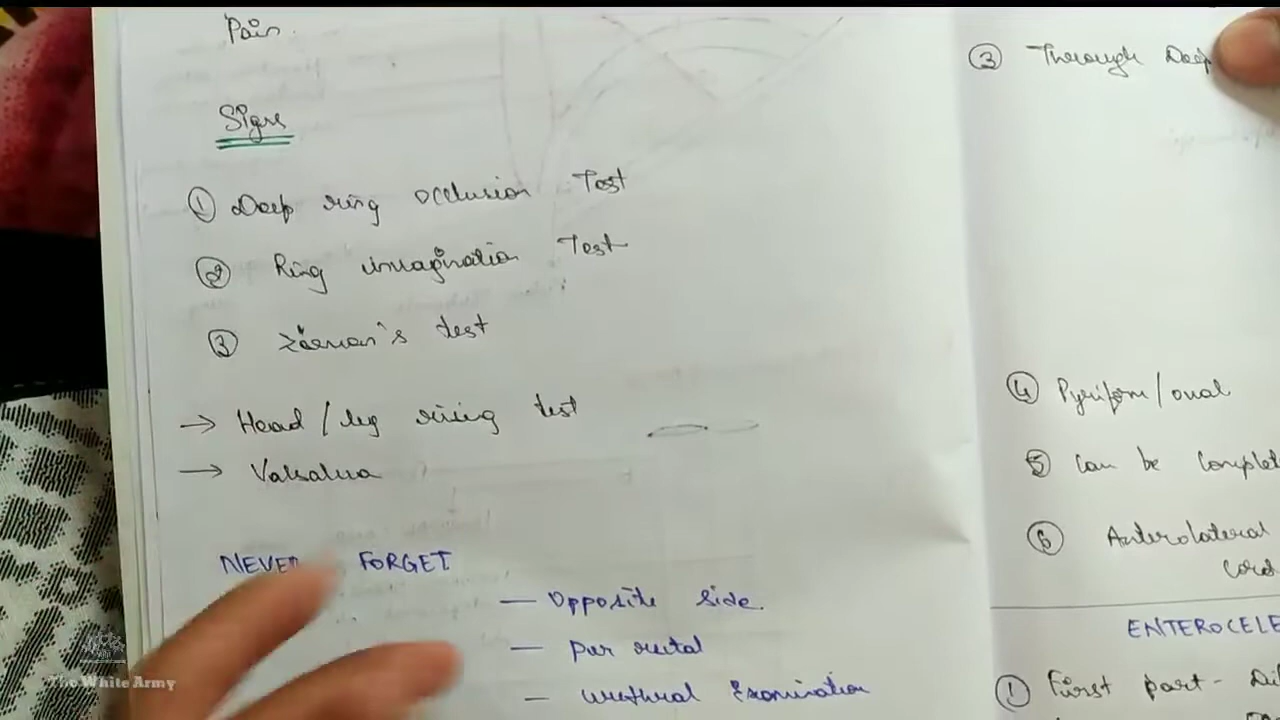 Pain.
Signs
① Deep ring occlusion Test
② Ring invagination Test
③ Zieman's test
→ Head / leg rising test
→ Valsalva
NEVER FORGET
— Opposite side.
— Per rectal
— Urethral Examination
③ Through Deep
④ Pyriform / oval
⑤ Can be Complet
⑥ Anterolateral
Cord
ENTEROCELE
① First part -
The White Army